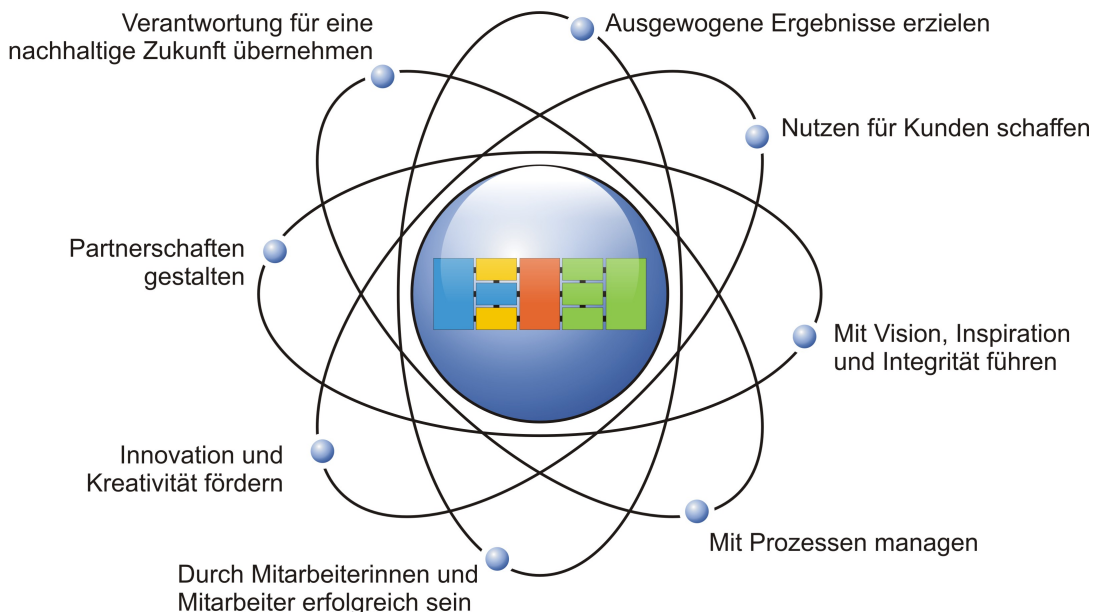 Verantwortung für eine
nachhaltige Zukunft übernehmen
Ausgewogene Ergebnisse erzielen
Nutzen für Kunden schaffen
Partnerschaften
gestalten
Mit Vision, Inspiration
und Integrität führen
Innovation und
Kreativität fördern
Mit Prozessen managen
Durch Mitarbeiterinnen und
Mitarbeiter erfolgreich sein